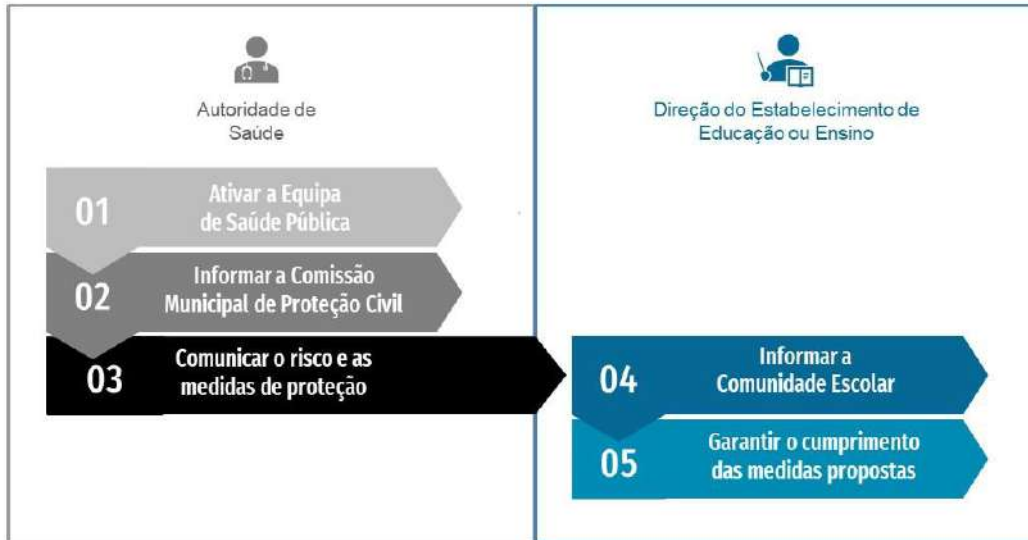 Autoridade de
Saúde
Direção do Estabelecimento de
Educação ou Ensino
01
Ativar a Equipa
de Saúde Pública
02
Informar a Comissão
Municipal de Proteção Civil
03
Comunicar o risco e as
medidas de proteção
04
Informar a
Comunidade Escolar
05
Garantir o cumprimento
das medidas propostas